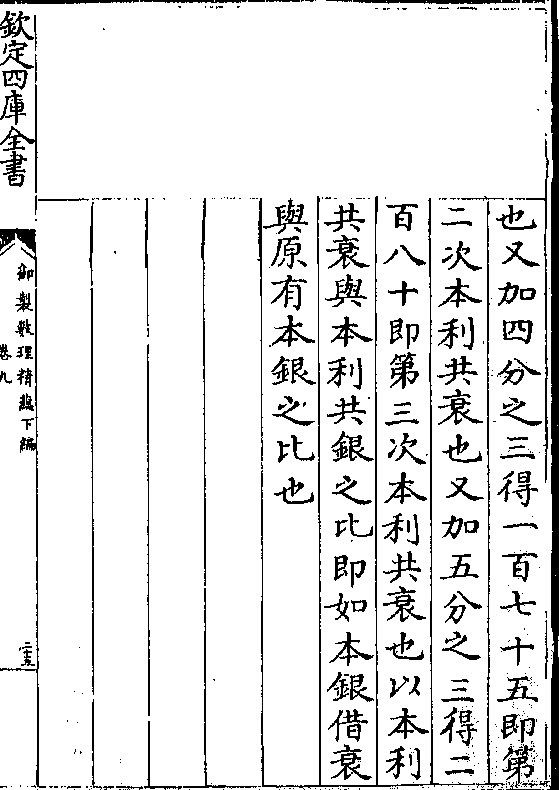 也又加四分之三得一百七十五即第
二次本利共衰也又加五分之三得二
百八十即第三次本利共衰也以本利
共衰與本利共銀之比即如本銀借衰
與原有本銀之比也
欽定四庫全書
御製數理精蘊下編
卷九
二十五